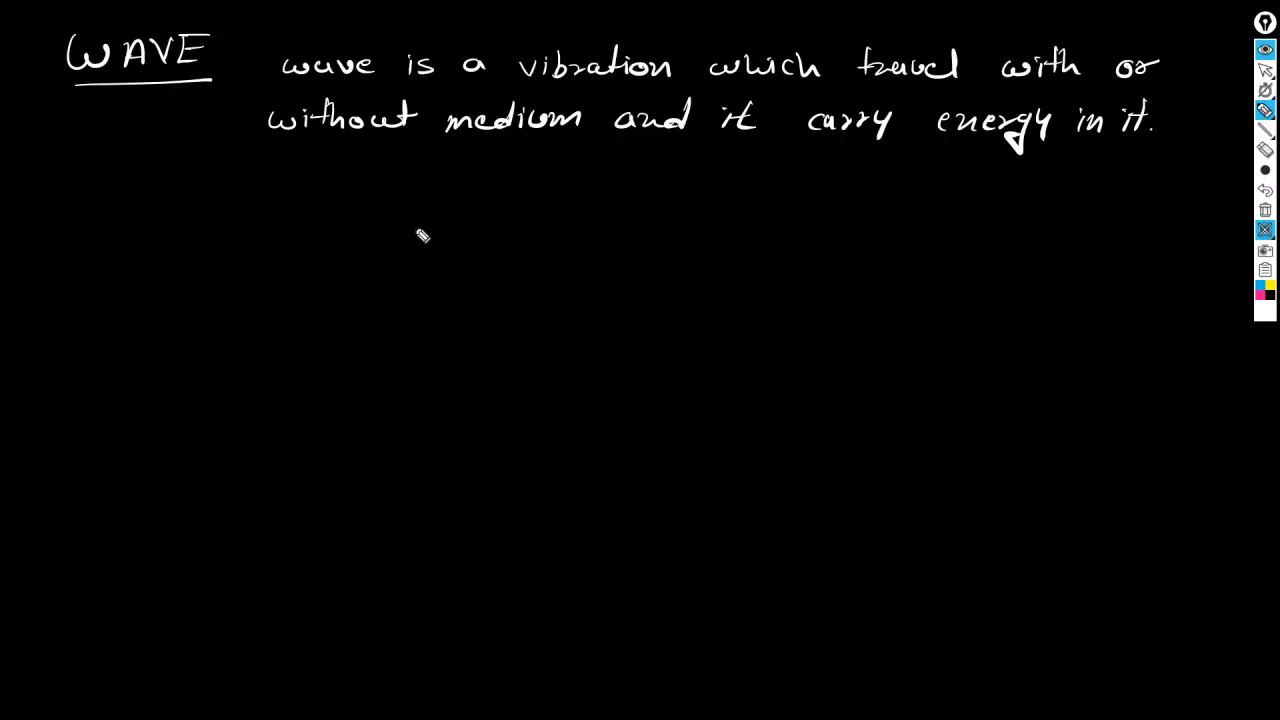 WAVE wave is a vibration which travel with or
without medium and it carry energy in it.